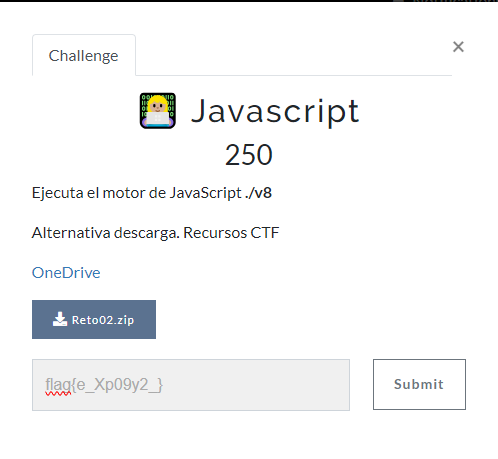 Challenge
×
Javascript
250
Ejecuta el motor de JavaScript ./v8
Alternativa descarga. Recursos CTF
OneDrive
Reto02.zip
flag{e_Xp09y2_}
Submit